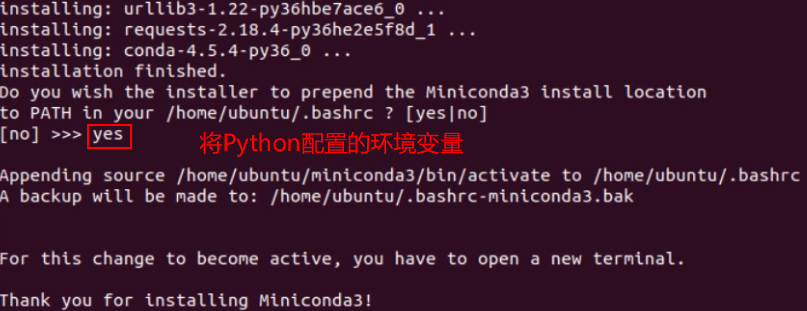 installing: urllib3-1.22-py36hbe7ace6_0 ...
installing: requests-2.18.4-py36he2e5f8d_1 ...
installing: conda-4.5.4-py36_0 ...
installation finished.
Do you wish the installer to prepend the Miniconda3 install location
to PATH in your /home/ubuntu/.bashrc ? [yes|no]
[no] >>> yes
将Python配置的环境变量
Appending source /home/ubuntu/miniconda3/bin/activate to /home/ubuntu/.bashrc
A backup will be made to: /home/ubuntu/.bashrc-miniconda3.bak
For this change to become active, you have to open a new terminal.
Thank you for installing Miniconda3!